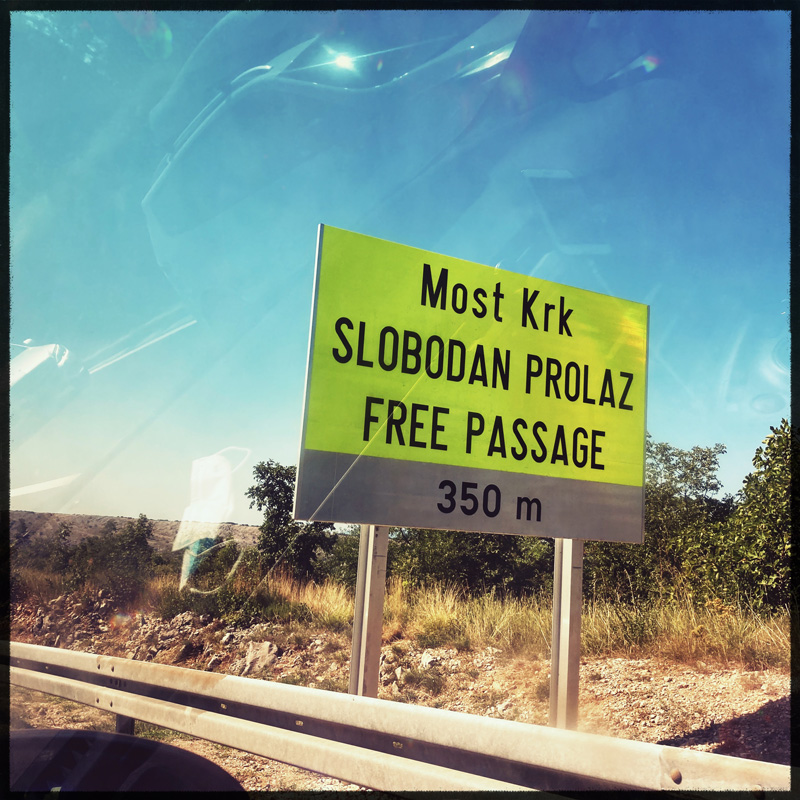 Most Krk
SLOBODAN PROLAZ
FREE PASSAGE
350 m